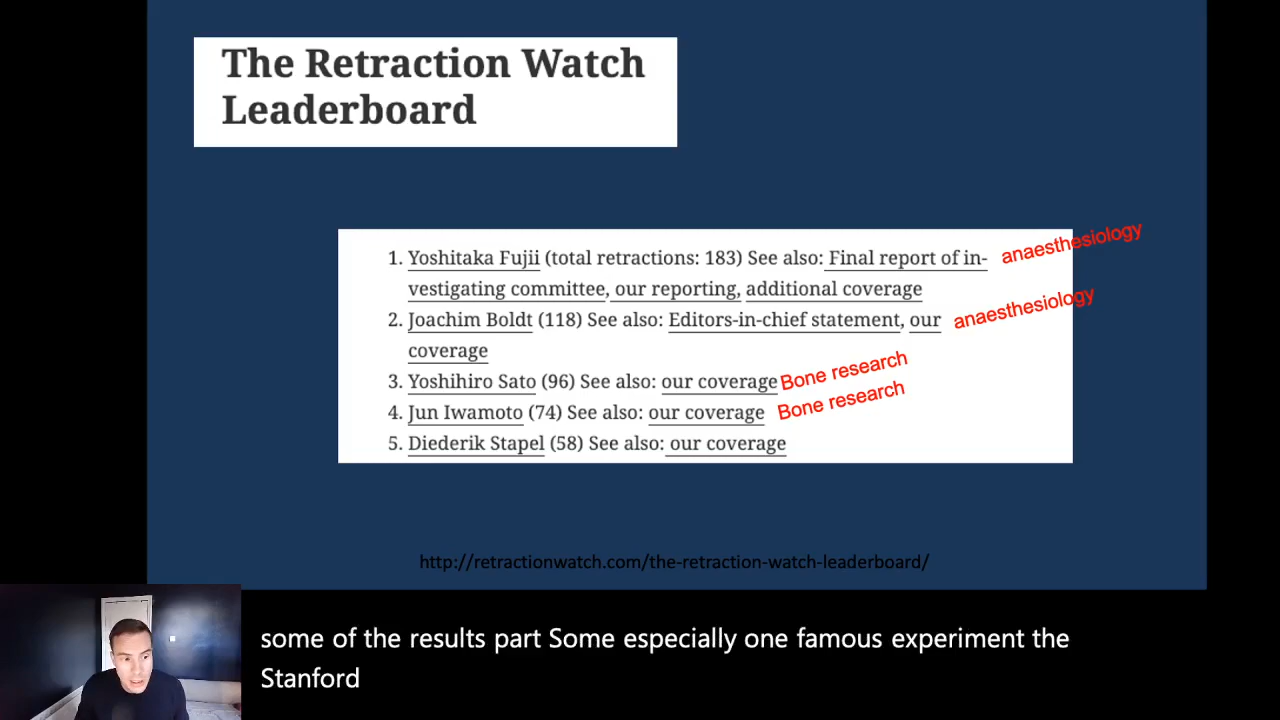 The Retraction Watch
Leaderboard
1. Yoshitaka Fujii (total retractions: 183) See also: Final report of in- anaesthesiology
vestigating committee, our reporting, additional coverage
2. Joachim Boldt (118) See also: Editors-in-chief statement, our anaesthesiology
coverage
3. Yoshihiro Sato (96) See also: our coverage Bone research
4. Jun Iwamoto (74) See also: our coverage Bone research
5. Diederik Stapel (58) See also: our coverage
http://retractionwatch.com/the-retraction-watch-leaderboard/
some of the results part Some especially one famous experiment the
Stanford